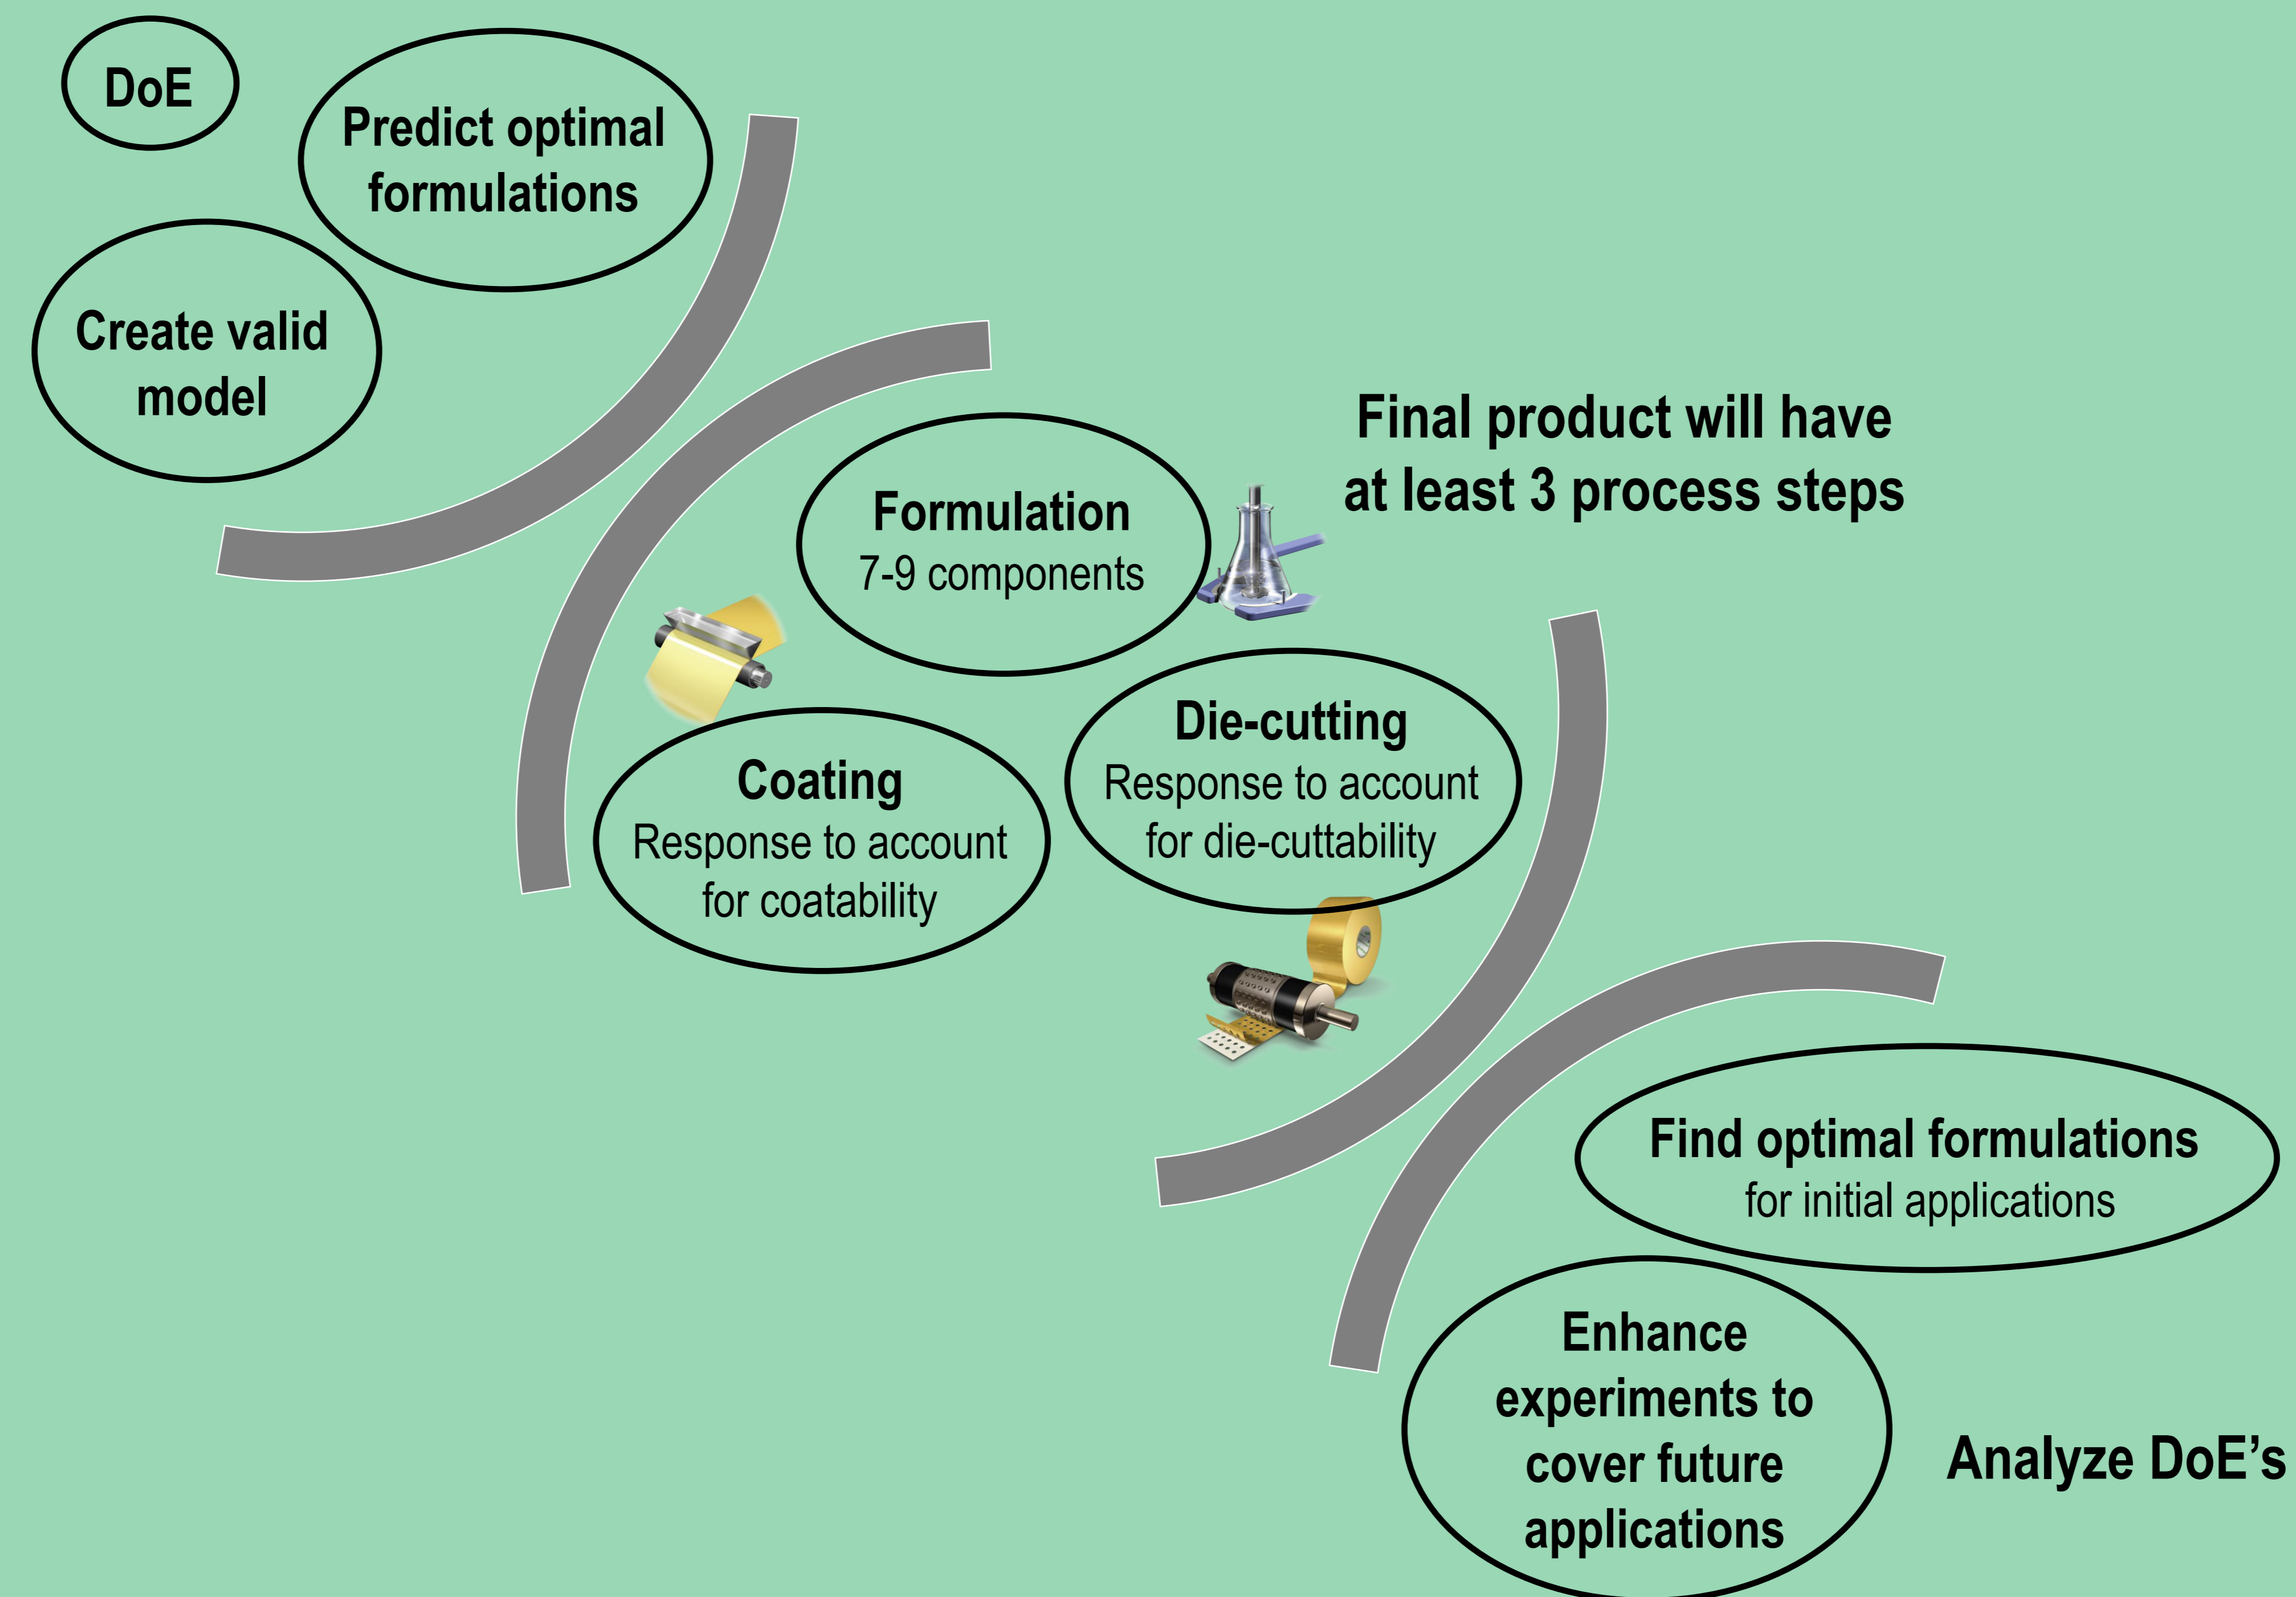 DoE
Predict optimal
formulations
Create valid
model
Final product will have
at least 3 process steps
Formulation
7-9 components
Die-cutting
Response to account
for die-cuttability
Coating
Response to account
for coatability
Find optimal formulations
for initial applications
Enhance
experiments to
cover future
applications
Analyze DoE’s